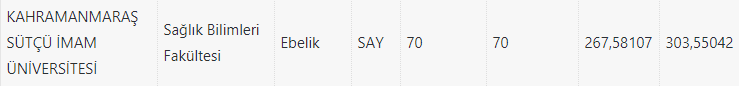 KAHRAMANMARAŞ
SÜTÇÜ İMAM
ÜNİVERSİTESİ
Sağlık Bilimleri
Fakültesi
Ebelik
SAY
70
70
267,58107
303,55042